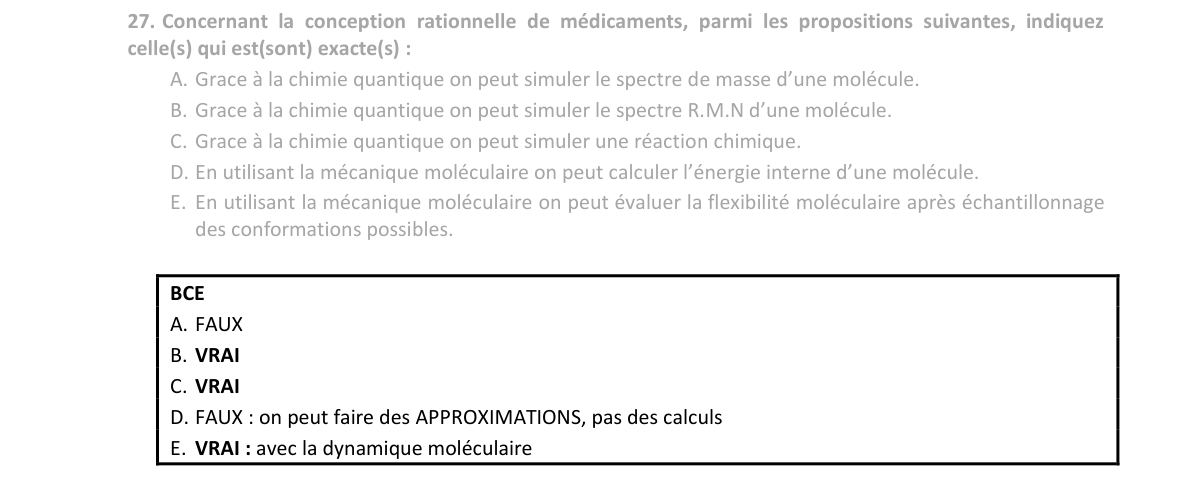 27. Concernant la conception rationnelle de médicaments, parmi les propositions suivantes, indiquez
celle(s) qui est(sont) exacte(s) :
A. Grace à la chimie quantique on peut simuler le spectre de masse d’une molécule.
B. Grace à la chimie quantique on peut simuler le spectre R.M.N d’une molécule.
C. Grace à la chimie quantique on peut simuler une réaction chimique.
D. En utilisant la mécanique moléculaire on peut calculer l’énergie interne d’une molécule.
E. En utilisant la mécanique moléculaire on peut évaluer la flexibilité moléculaire après échantillonnage
des conformations possibles.
BCE
A. FAUX
B. VRAI
C. VRAI
D. FAUX : on peut faire des APPROXIMATIONS, pas des calculs
E. VRAI : avec la dynamique moléculaire